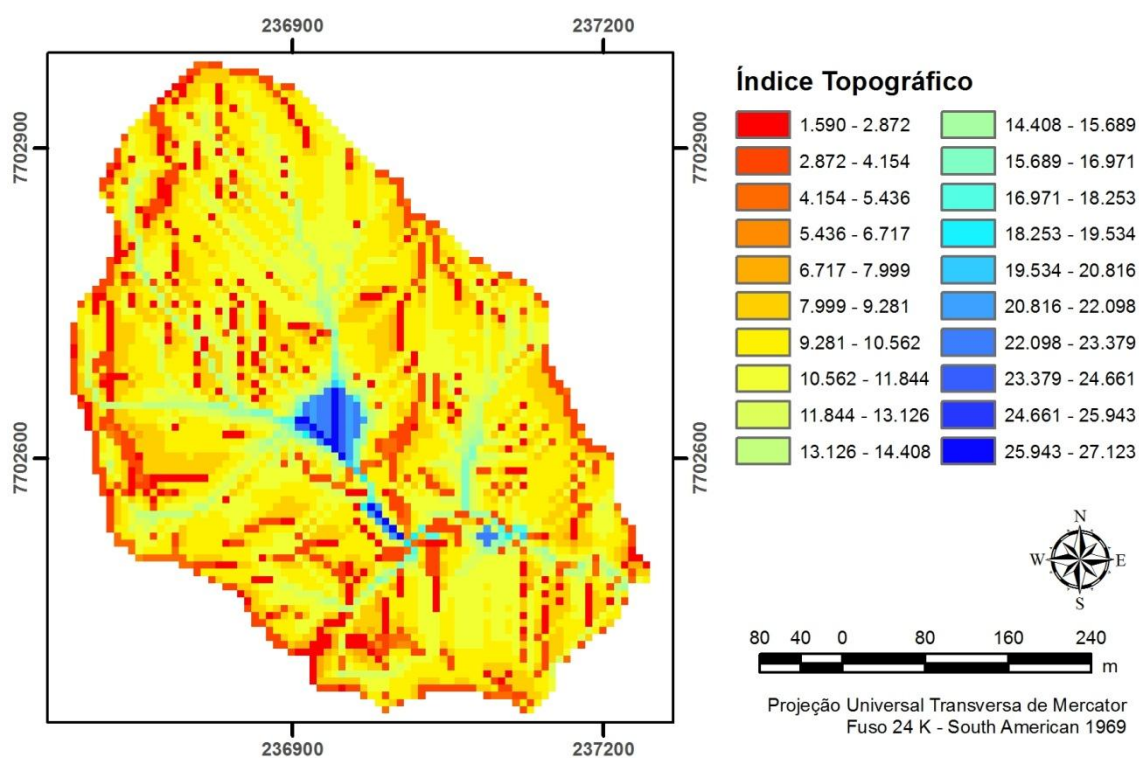 236900
237200
7702900
7702900
7702600
7702600
236900
237200
Índice Topográfico
1.590 - 2.872
2.872 - 4.154
4.154 - 5.436
5.436 - 6.717
6.717 - 7.999
7.999 - 9.281
9.281 - 10.562
10.562 - 11.844
11.844 - 13.126
13.126 - 14.408
14.408 - 15.689
15.689 - 16.971
16.971 - 18.253
18.253 - 19.534
19.534 - 20.816
20.816 - 22.098
22.098 - 23.379
23.379 - 24.661
24.661 - 25.943
25.943 - 27.123
N
W E
S
80 40 0 80 160 240
m
Projeção Universal Transversa de Mercator
Fuso 24 K - South American 1969